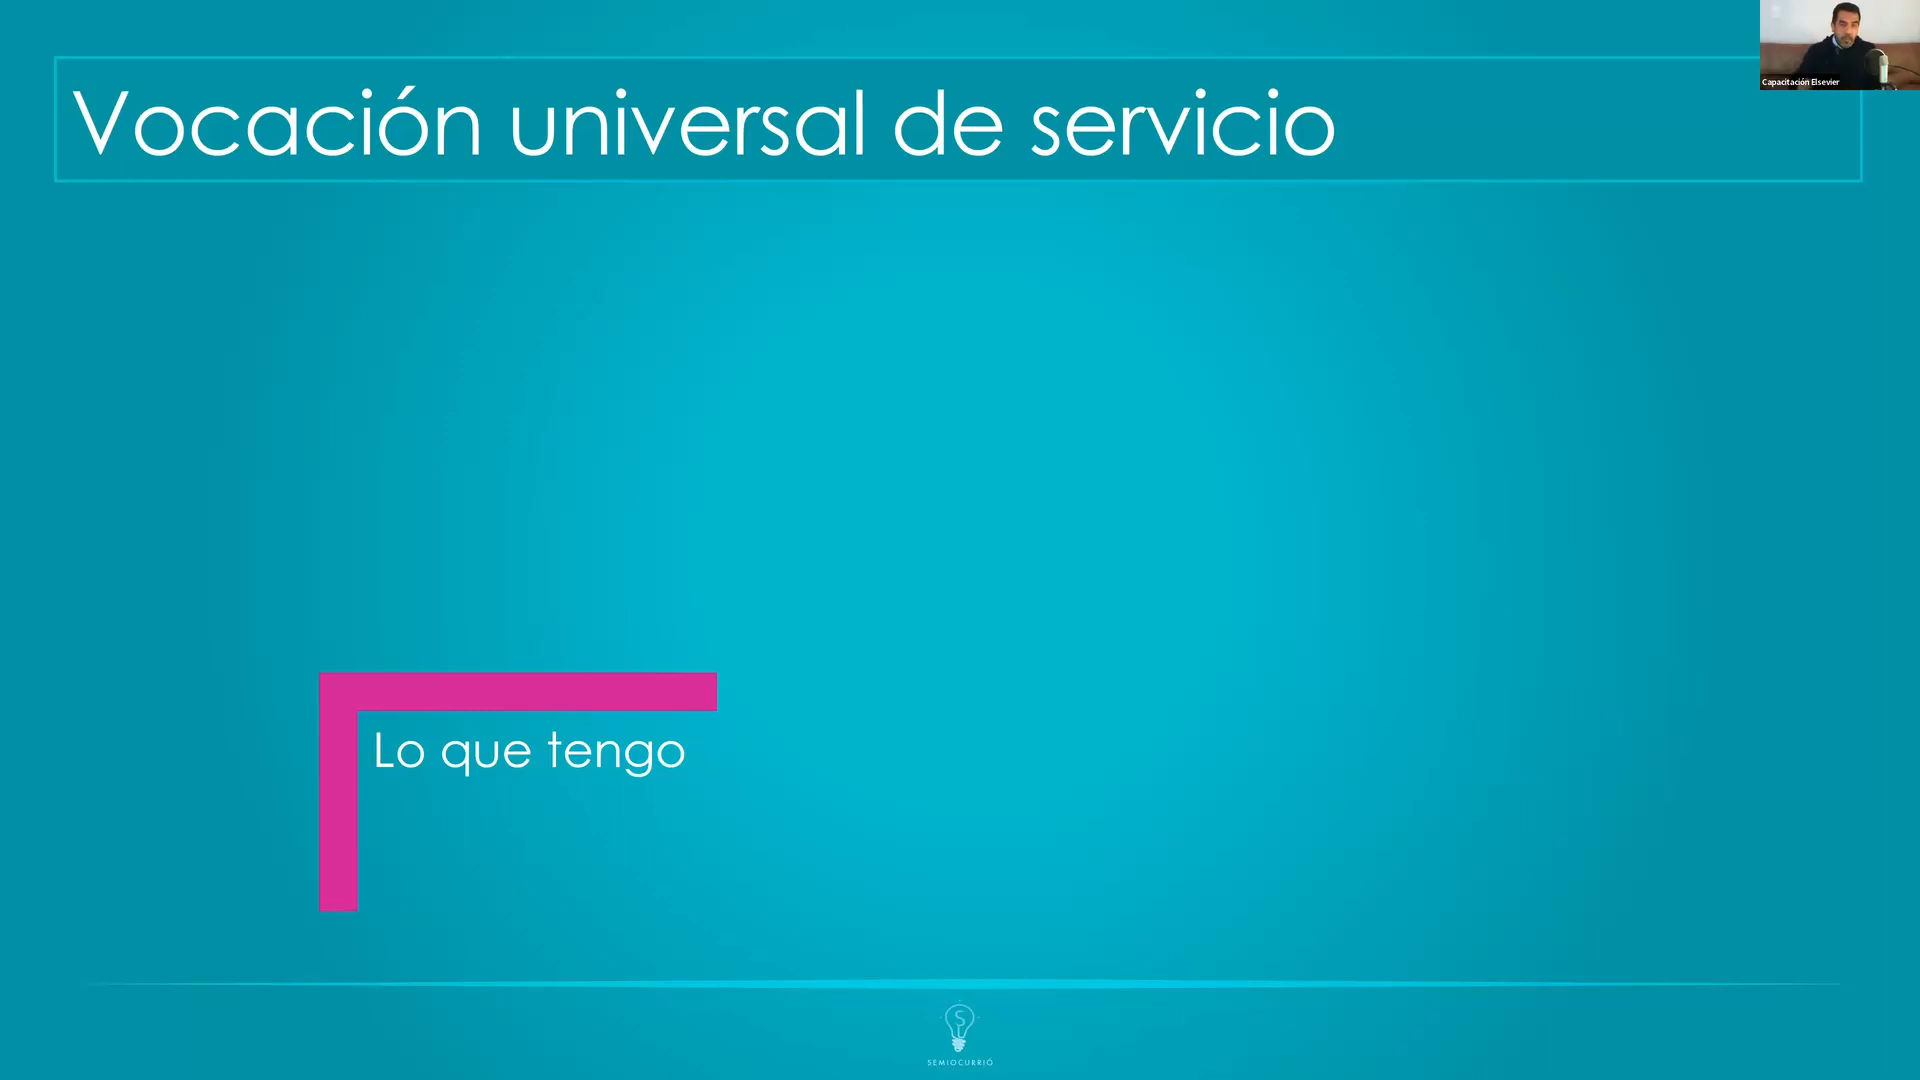 Vocación universal de servicio
Capacitación Elsevier
Lo que tengo
S
SEMIOCURRIÓ